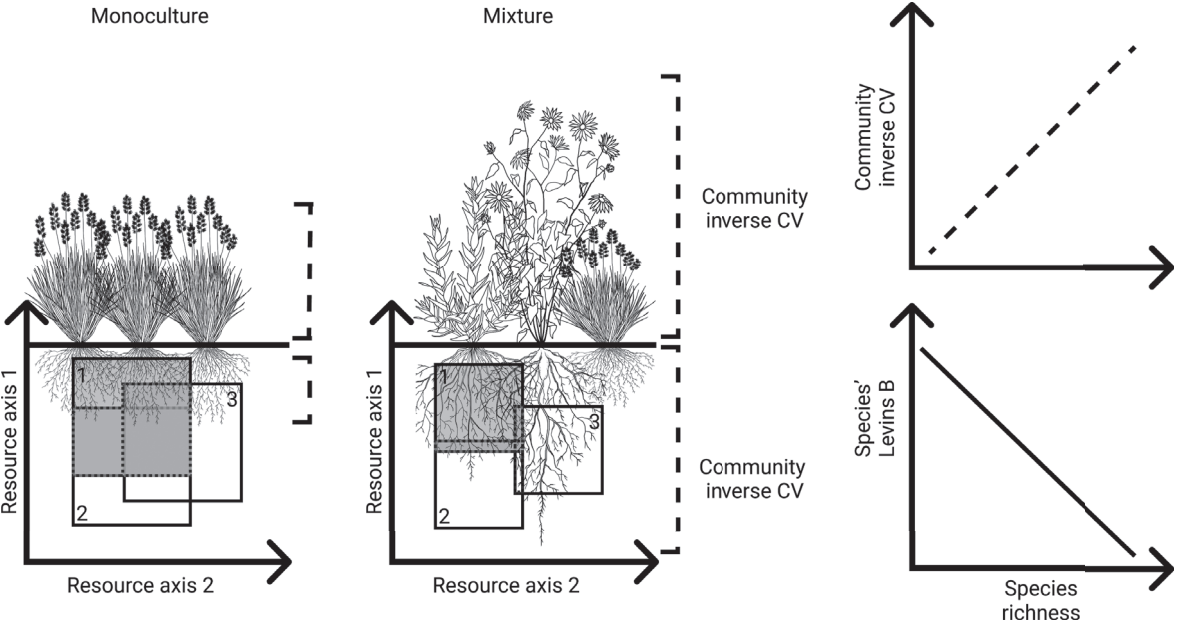 Monoculture
Resource axis 1
1
3
2
Resource axis 2
Mixture
Resource axis 1
1
3
2
Resource axis 2
Community
inverse CV
Community
inverse CV
Community
inverse CV
Species’
Levins B
Species
richness